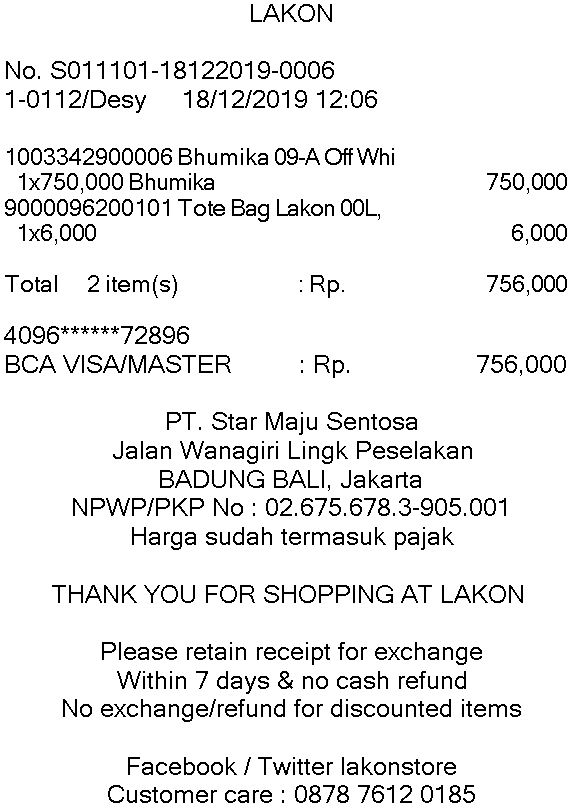 LAKON
No. S011101-18122019-0006
1-0112/Desy 18/12/2019 12:06
1003342900006 Bhumika 09-A Off Whi
1x750,000 Bhumika 750,000
9000096200101 Tote Bag Lakon 00L,
1x6,000 6,000
Total 2 item(s) : Rp. 756,000
4096******72896
BCA VISA/MASTER : Rp. 756,000
PT. Star Maju Sentosa
Jalan Wanagiri Lingk Peselakan
BADUNG BALI, Jakarta
NPWP/PKP No : 02.675.678.3-905.001
Harga sudah termasuk pajak
THANK YOU FOR SHOPPING AT LAKON
Please retain receipt for exchange
Within 7 days & no cash refund
No exchange/refund for discounted items
Facebook / Twitter lakonstore
Customer care : 0878 7612 0185